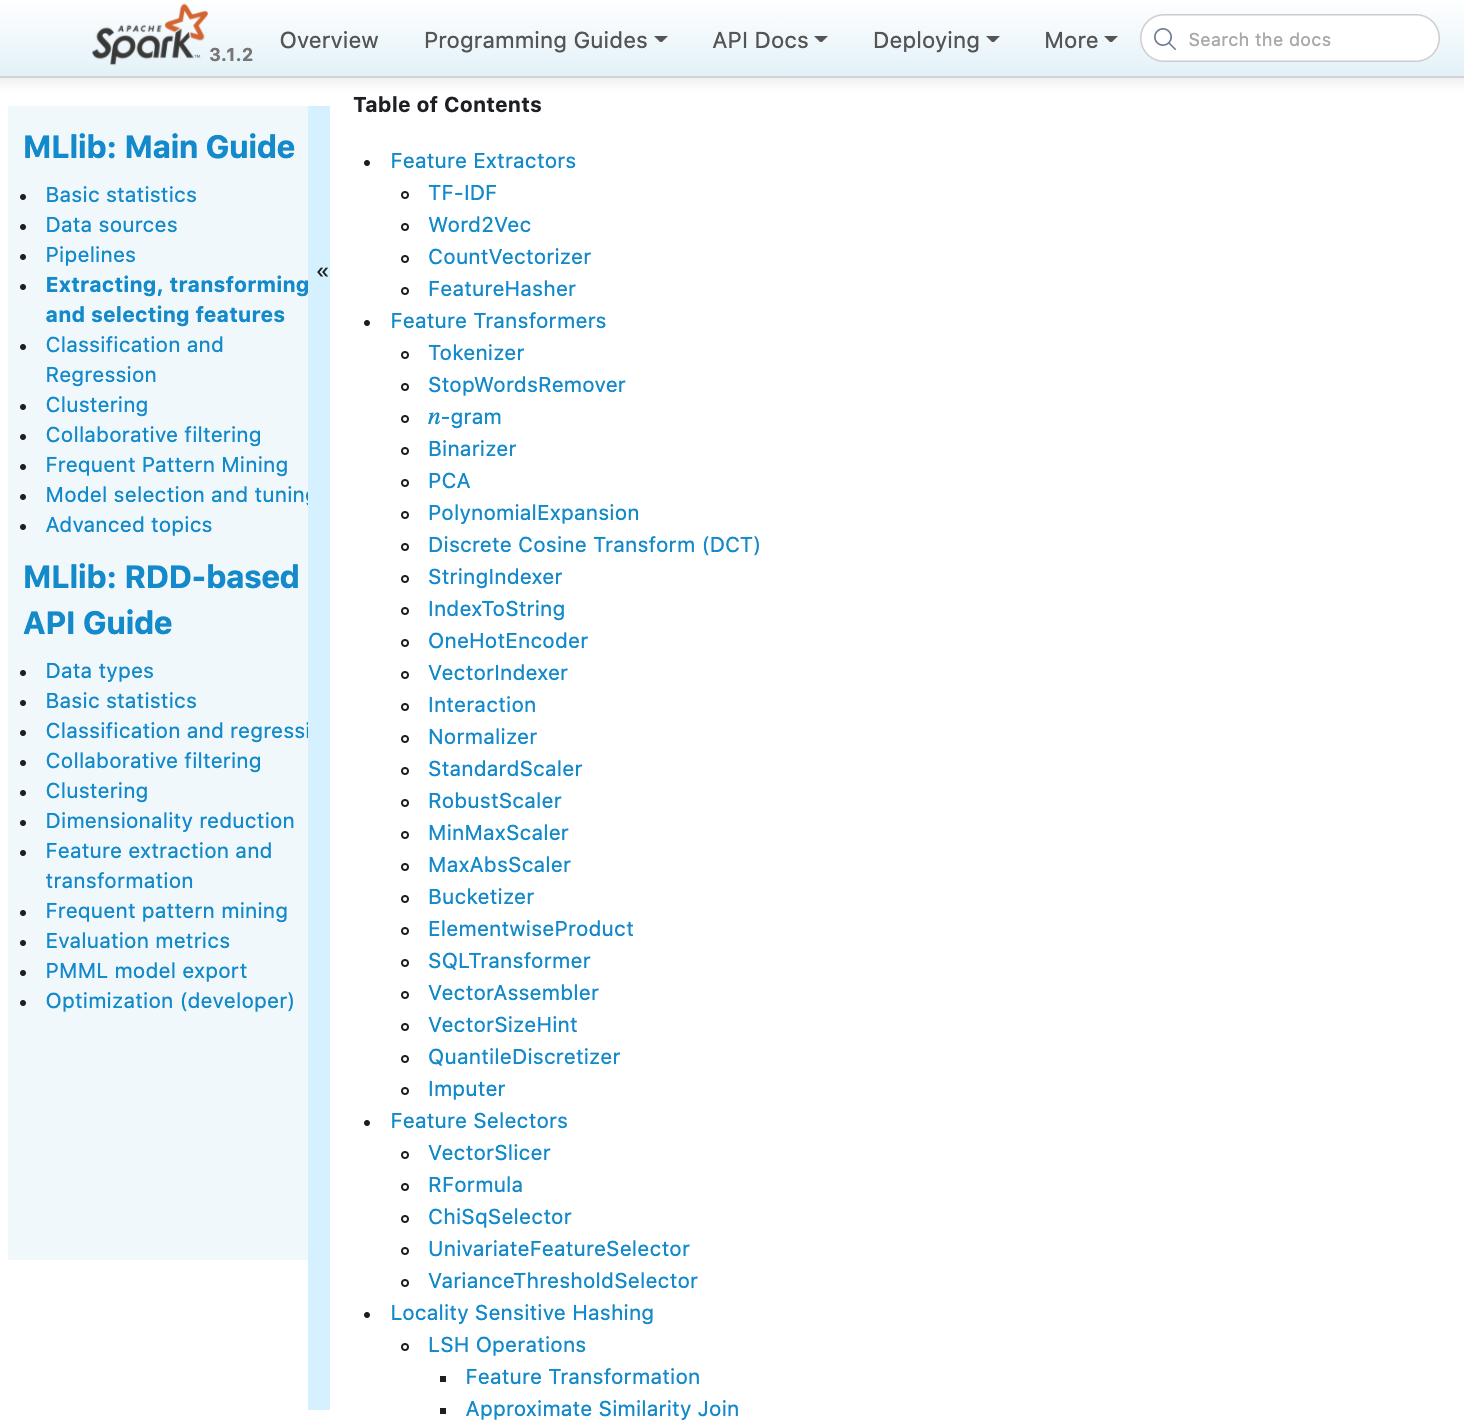 APACHE
Spark™ 3.1.2
Overview
Programming Guides
API Docs
Deploying
More
Search the docs
MLlib: Main Guide
Basic statistics
Data sources
Pipelines
Extracting, transforming
and selecting features
Classification and
Regression
Clustering
Collaborative filtering
Frequent Pattern Mining
Model selection and tuning
Advanced topics
MLlib: RDD-based
API Guide
Data types
Basic statistics
Classification and regressi
Collaborative filtering
Clustering
Dimensionality reduction
Feature extraction and
transformation
Frequent pattern mining
Evaluation metrics
PMML model export
Optimization (developer)
«
Table of Contents
Feature Extractors
TF-IDF
Word2Vec
CountVectorizer
FeatureHasher
Feature Transformers
Tokenizer
StopWordsRemover
n-gram
Binarizer
PCA
PolynomialExpansion
Discrete Cosine Transform (DCT)
StringIndexer
IndexToString
OneHotEncoder
VectorIndexer
Interaction
Normalizer
StandardScaler
RobustScaler
MinMaxScaler
MaxAbsScaler
Bucketizer
ElementwiseProduct
SQLTransformer
VectorAssembler
VectorSizeHint
QuantileDiscretizer
Imputer
Feature Selectors
VectorSlicer
RFormula
ChiSqSelector
UnivariateFeatureSelector
VarianceThresholdSelector
Locality Sensitive Hashing
LSH Operations
Feature Transformation
Approximate Similarity Join